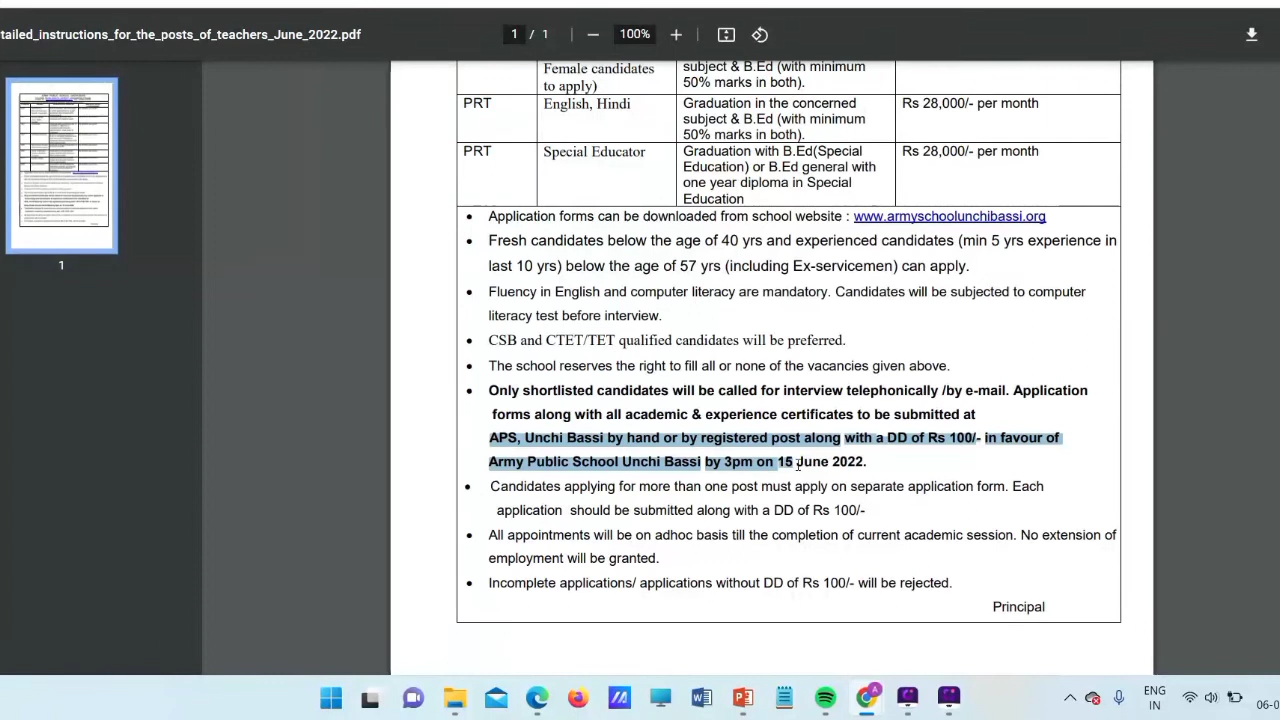 tailed_instructions_for_the_posts_of_teachers_June_2022.pdf
1 / 1
100%
Female candidates
to apply)
subject & B.Ed (with minimum
50% marks in both).
PRT
English, Hindi
Graduation in the concerned
subject & B.Ed (with minimum
50% marks in both).
Rs 28,000/- per month
PRT
Special Educator
Graduation with B.Ed(Special
Education) or B.Ed general with
one year diploma in Special
Education
Rs 28,000/- per month
• Application forms can be downloaded from school website : www.armyschoolunchibassi.org
• Fresh candidates below the age of 40 yrs and experienced candidates (min 5 yrs experience in
last 10 yrs) below the age of 57 yrs (including Ex-servicemen) can apply.
• Fluency in English and computer literacy are mandatory. Candidates will be subjected to computer
literacy test before interview.
• CSB and CTET/TET qualified candidates will be preferred.
• The school reserves the right to fill all or none of the vacancies given above.
• Only shortlisted candidates will be called for interview telephonically /by e-mail. Application
forms along with all academic & experience certificates to be submitted at
APS, Unchi Bassi by hand or by registered post along with a DD of Rs 100/- in favour of
Army Public School Unchi Bassi by 3pm on 15 June 2022.
• Candidates applying for more than one post must apply on separate application form. Each
application should be submitted along with a DD of Rs 100/-
• All appointments will be on adhoc basis till the completion of current academic session. No extension of
employment will be granted.
• Incomplete applications/ applications without DD of Rs 100/- will be rejected.
Principal
1
ENG
IN
06-0